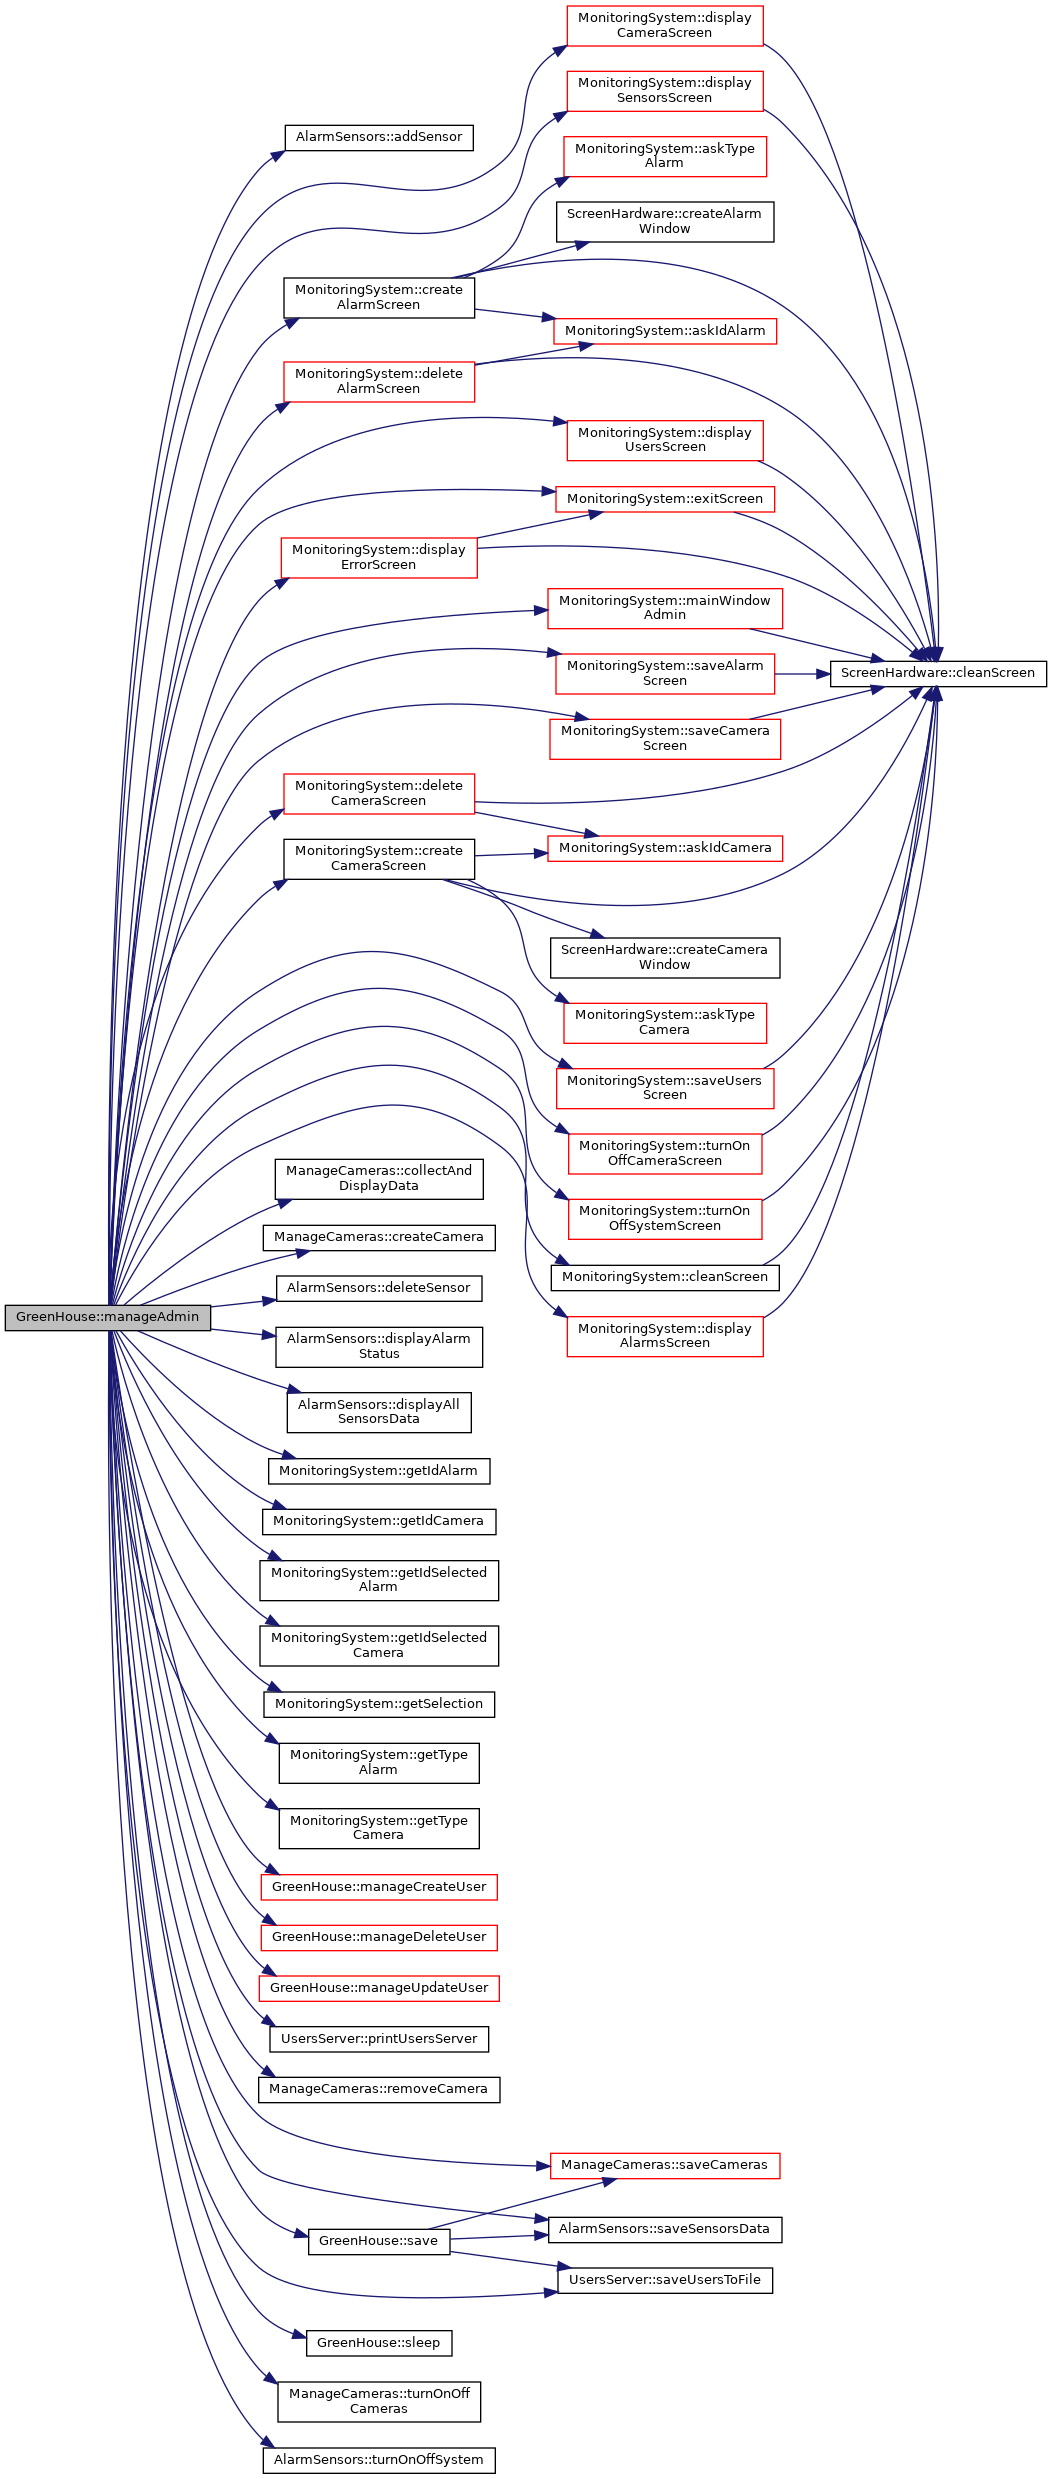 MonitoringSystem::display
CameraScreen
MonitoringSystem::display
SensorsScreen
AlarmSensors::addSensor
MonitoringSystem::askType
Alarm
ScreenHardware::createAlarm
Window
MonitoringSystem::create
AlarmScreen
MonitoringSystem::askIdAlarm
MonitoringSystem::delete
AlarmScreen
MonitoringSystem::display
UsersScreen
MonitoringSystem::exitScreen
MonitoringSystem::display
ErrorScreen
MonitoringSystem::mainWindow
Admin
MonitoringSystem::saveAlarm
Screen
ScreenHardware::cleanScreen
MonitoringSystem::saveCamera
Screen
MonitoringSystem::delete
CameraScreen
MonitoringSystem::create
CameraScreen
MonitoringSystem::askIdCamera
ScreenHardware::createCamera
Window
MonitoringSystem::askType
Camera
MonitoringSystem::saveUsers
Screen
MonitoringSystem::turnOn
OffCameraScreen
ManageCameras::collectAnd
DisplayData
MonitoringSystem::turnOn
OffSystemScreen
ManageCameras::createCamera
MonitoringSystem::cleanScreen
AlarmSensors::deleteSensor
GreenHouse::manageAdmin
MonitoringSystem::display
AlarmsScreen
AlarmSensors::displayAlarm
Status
AlarmSensors::displayAll
SensorsData
MonitoringSystem::getIdAlarm
MonitoringSystem::getIdCamera
MonitoringSystem::getIdSelected
Alarm
MonitoringSystem::getIdSelected
Camera
MonitoringSystem::getSelection
MonitoringSystem::getType
Alarm
MonitoringSystem::getType
Camera
GreenHouse::manageCreateUser
GreenHouse::manageDeleteUser
GreenHouse::manageUpdateUser
UsersServer::printUsersServer
ManageCameras::removeCamera
ManageCameras::saveCameras
AlarmSensors::saveSensorsData
GreenHouse::save
UsersServer::saveUsersToFile
GreenHouse::sleep
ManageCameras::turnOnOff
Cameras
AlarmSensors::turnOnOffSystem